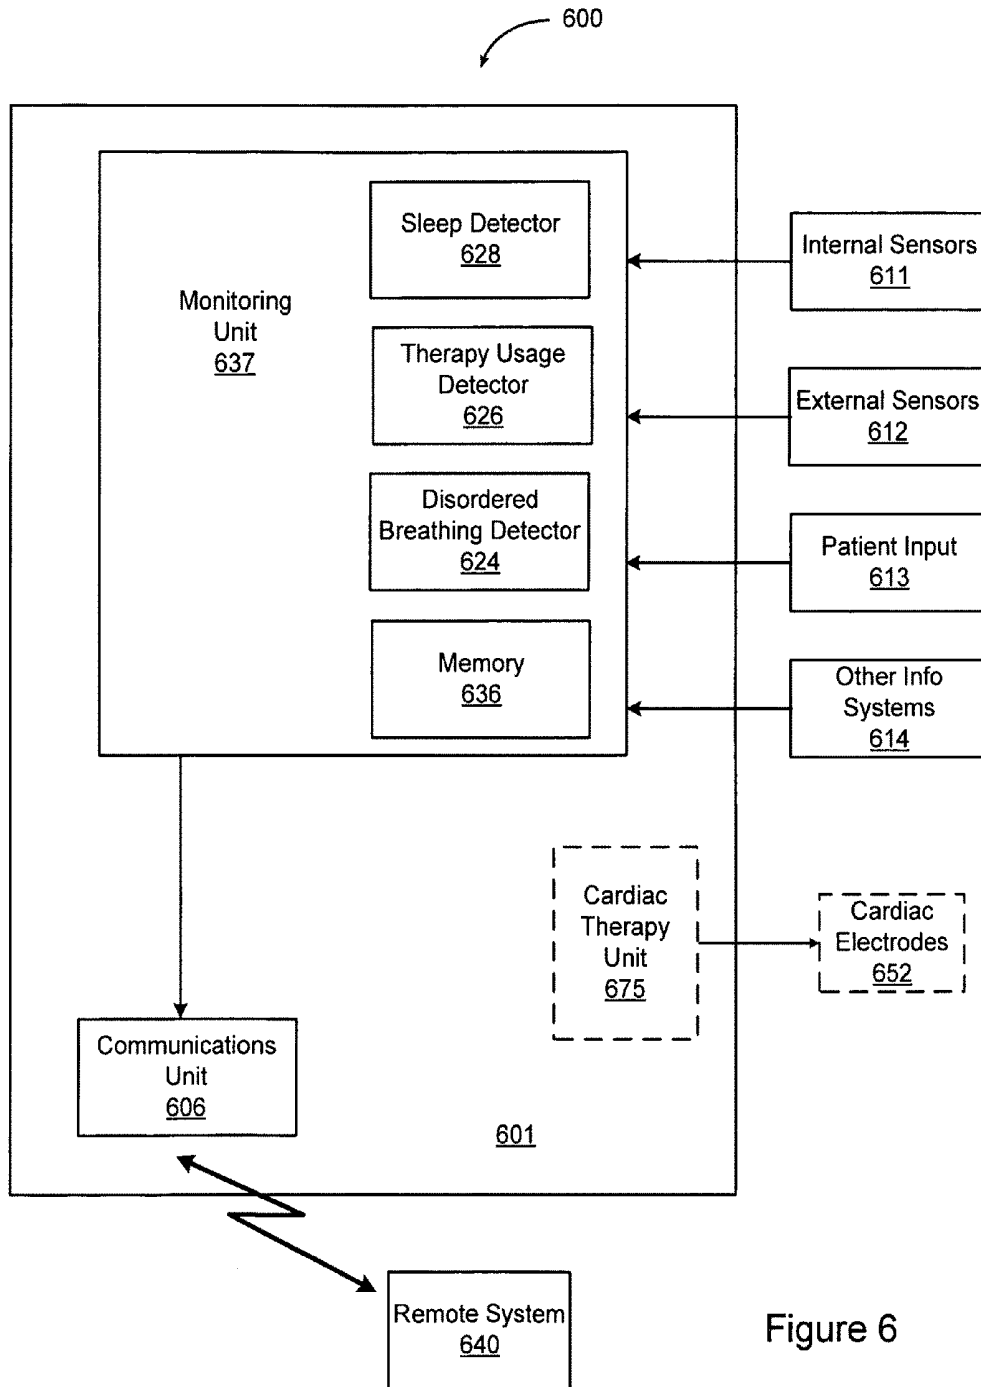 600
Sleep Detector
628
Monitoring
Unit
637
Therapy Usage
Detector
626
Disordered
Breathing Detector
624
Memory
636
Internal Sensors
611
External Sensors
612
Patient Input
613
Other Info
Systems
614
Cardiac
Therapy
Unit
675
Cardiac
Electrodes
652
Communications
Unit
606
601
Remote System
640
Figure 6